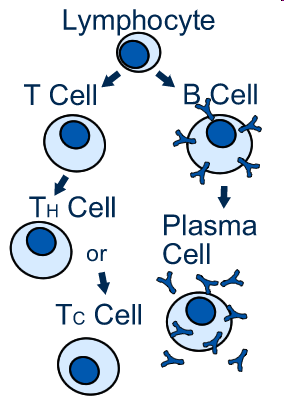 Lymphocyte
T Cell
B Cell
TH Cell
or
TC Cell
Plasma
Cell